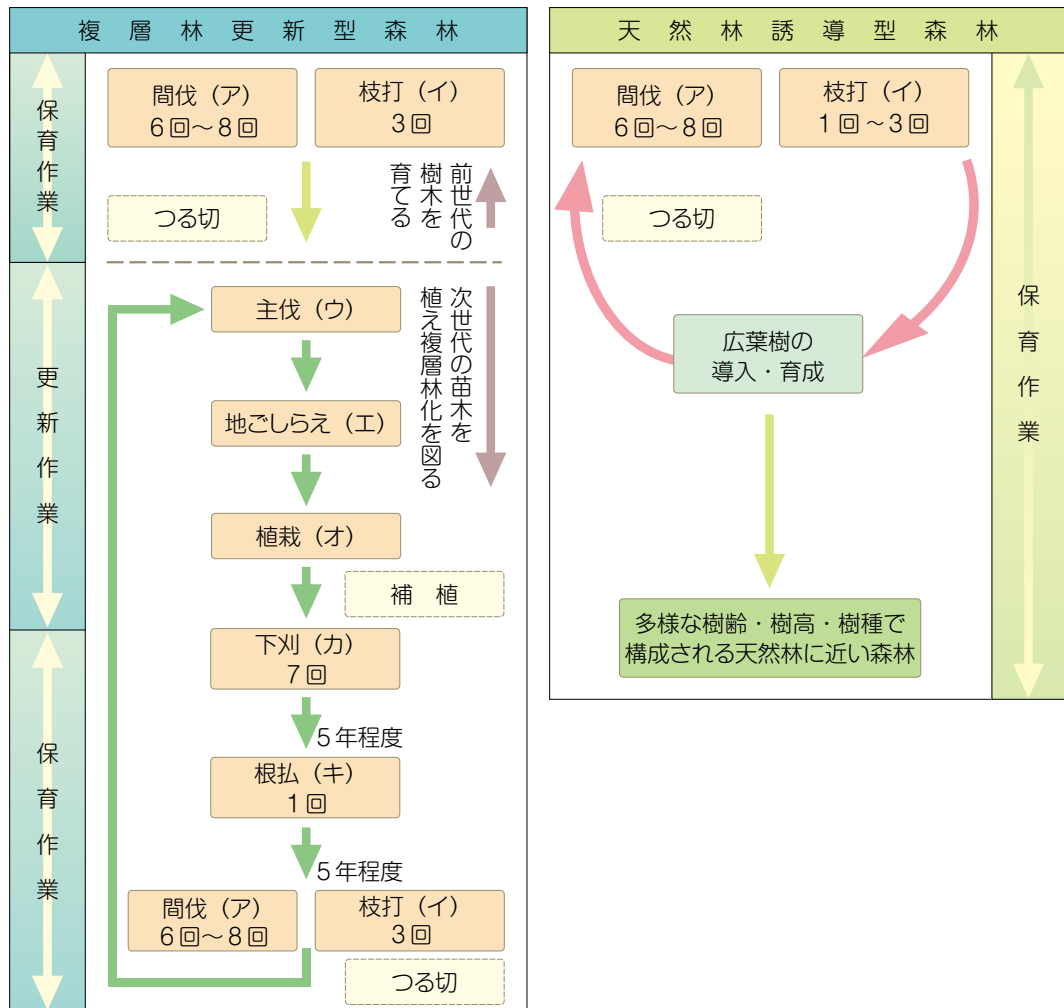 複層林更新型森林
保育作業
間伐（ア）
6回～8回
枝打（イ）
3回
つる切
前世代の
樹木を
育てる
更新作業
主伐（ウ）
次世代の苗木を
植え複層林化を図る
地ごしらえ（エ）
植栽（オ）
補植
保育作業
下刈（カ）
7回
5年程度
根払（キ）
1回
5年程度
間伐（ア）
6回～8回
枝打（イ）
3回
つる切
天然林誘導型森林
間伐（ア）
6回～8回
枝打（イ）
1回～3回
つる切
広葉樹の
導入・育成
多様な樹齢・樹高・樹種で
構成される天然林に近い森林
保育作業